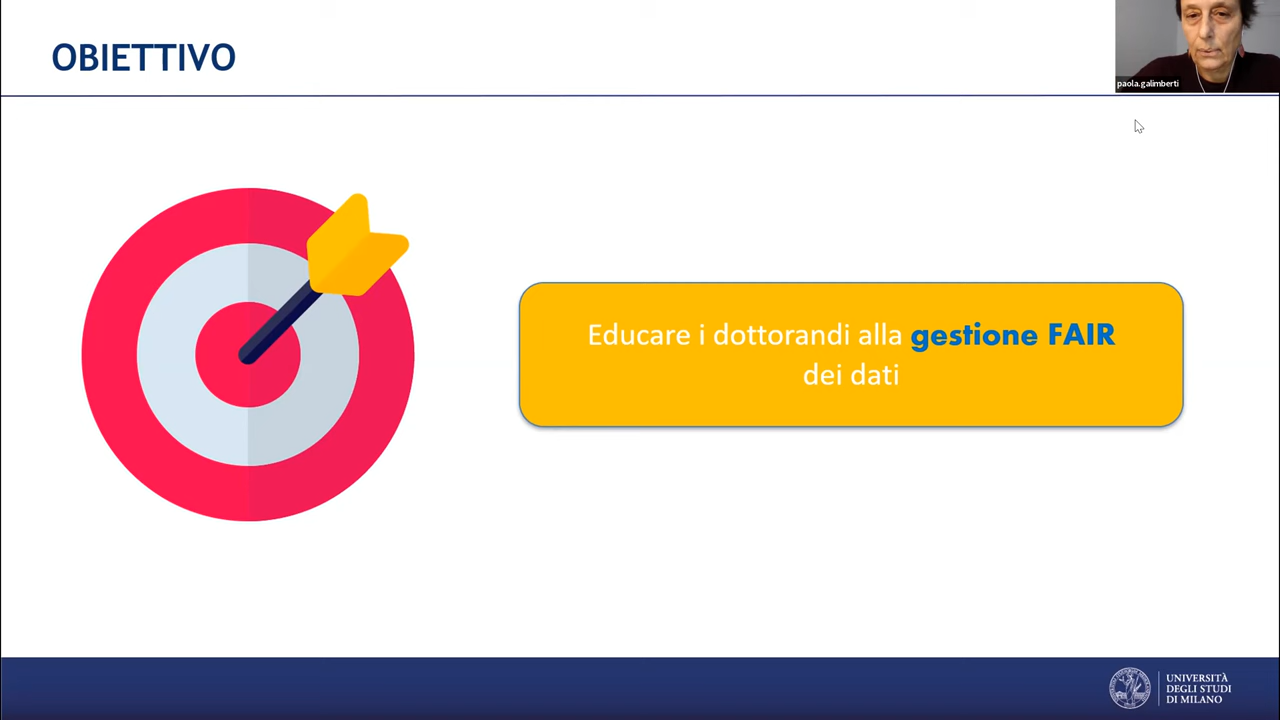 OBIETTIVO
paola.galimberti
Educare i dottorandi alla gestione FAIR
dei dati
UNIVERSITÀ
DEGLI STUDI
DI MILANO